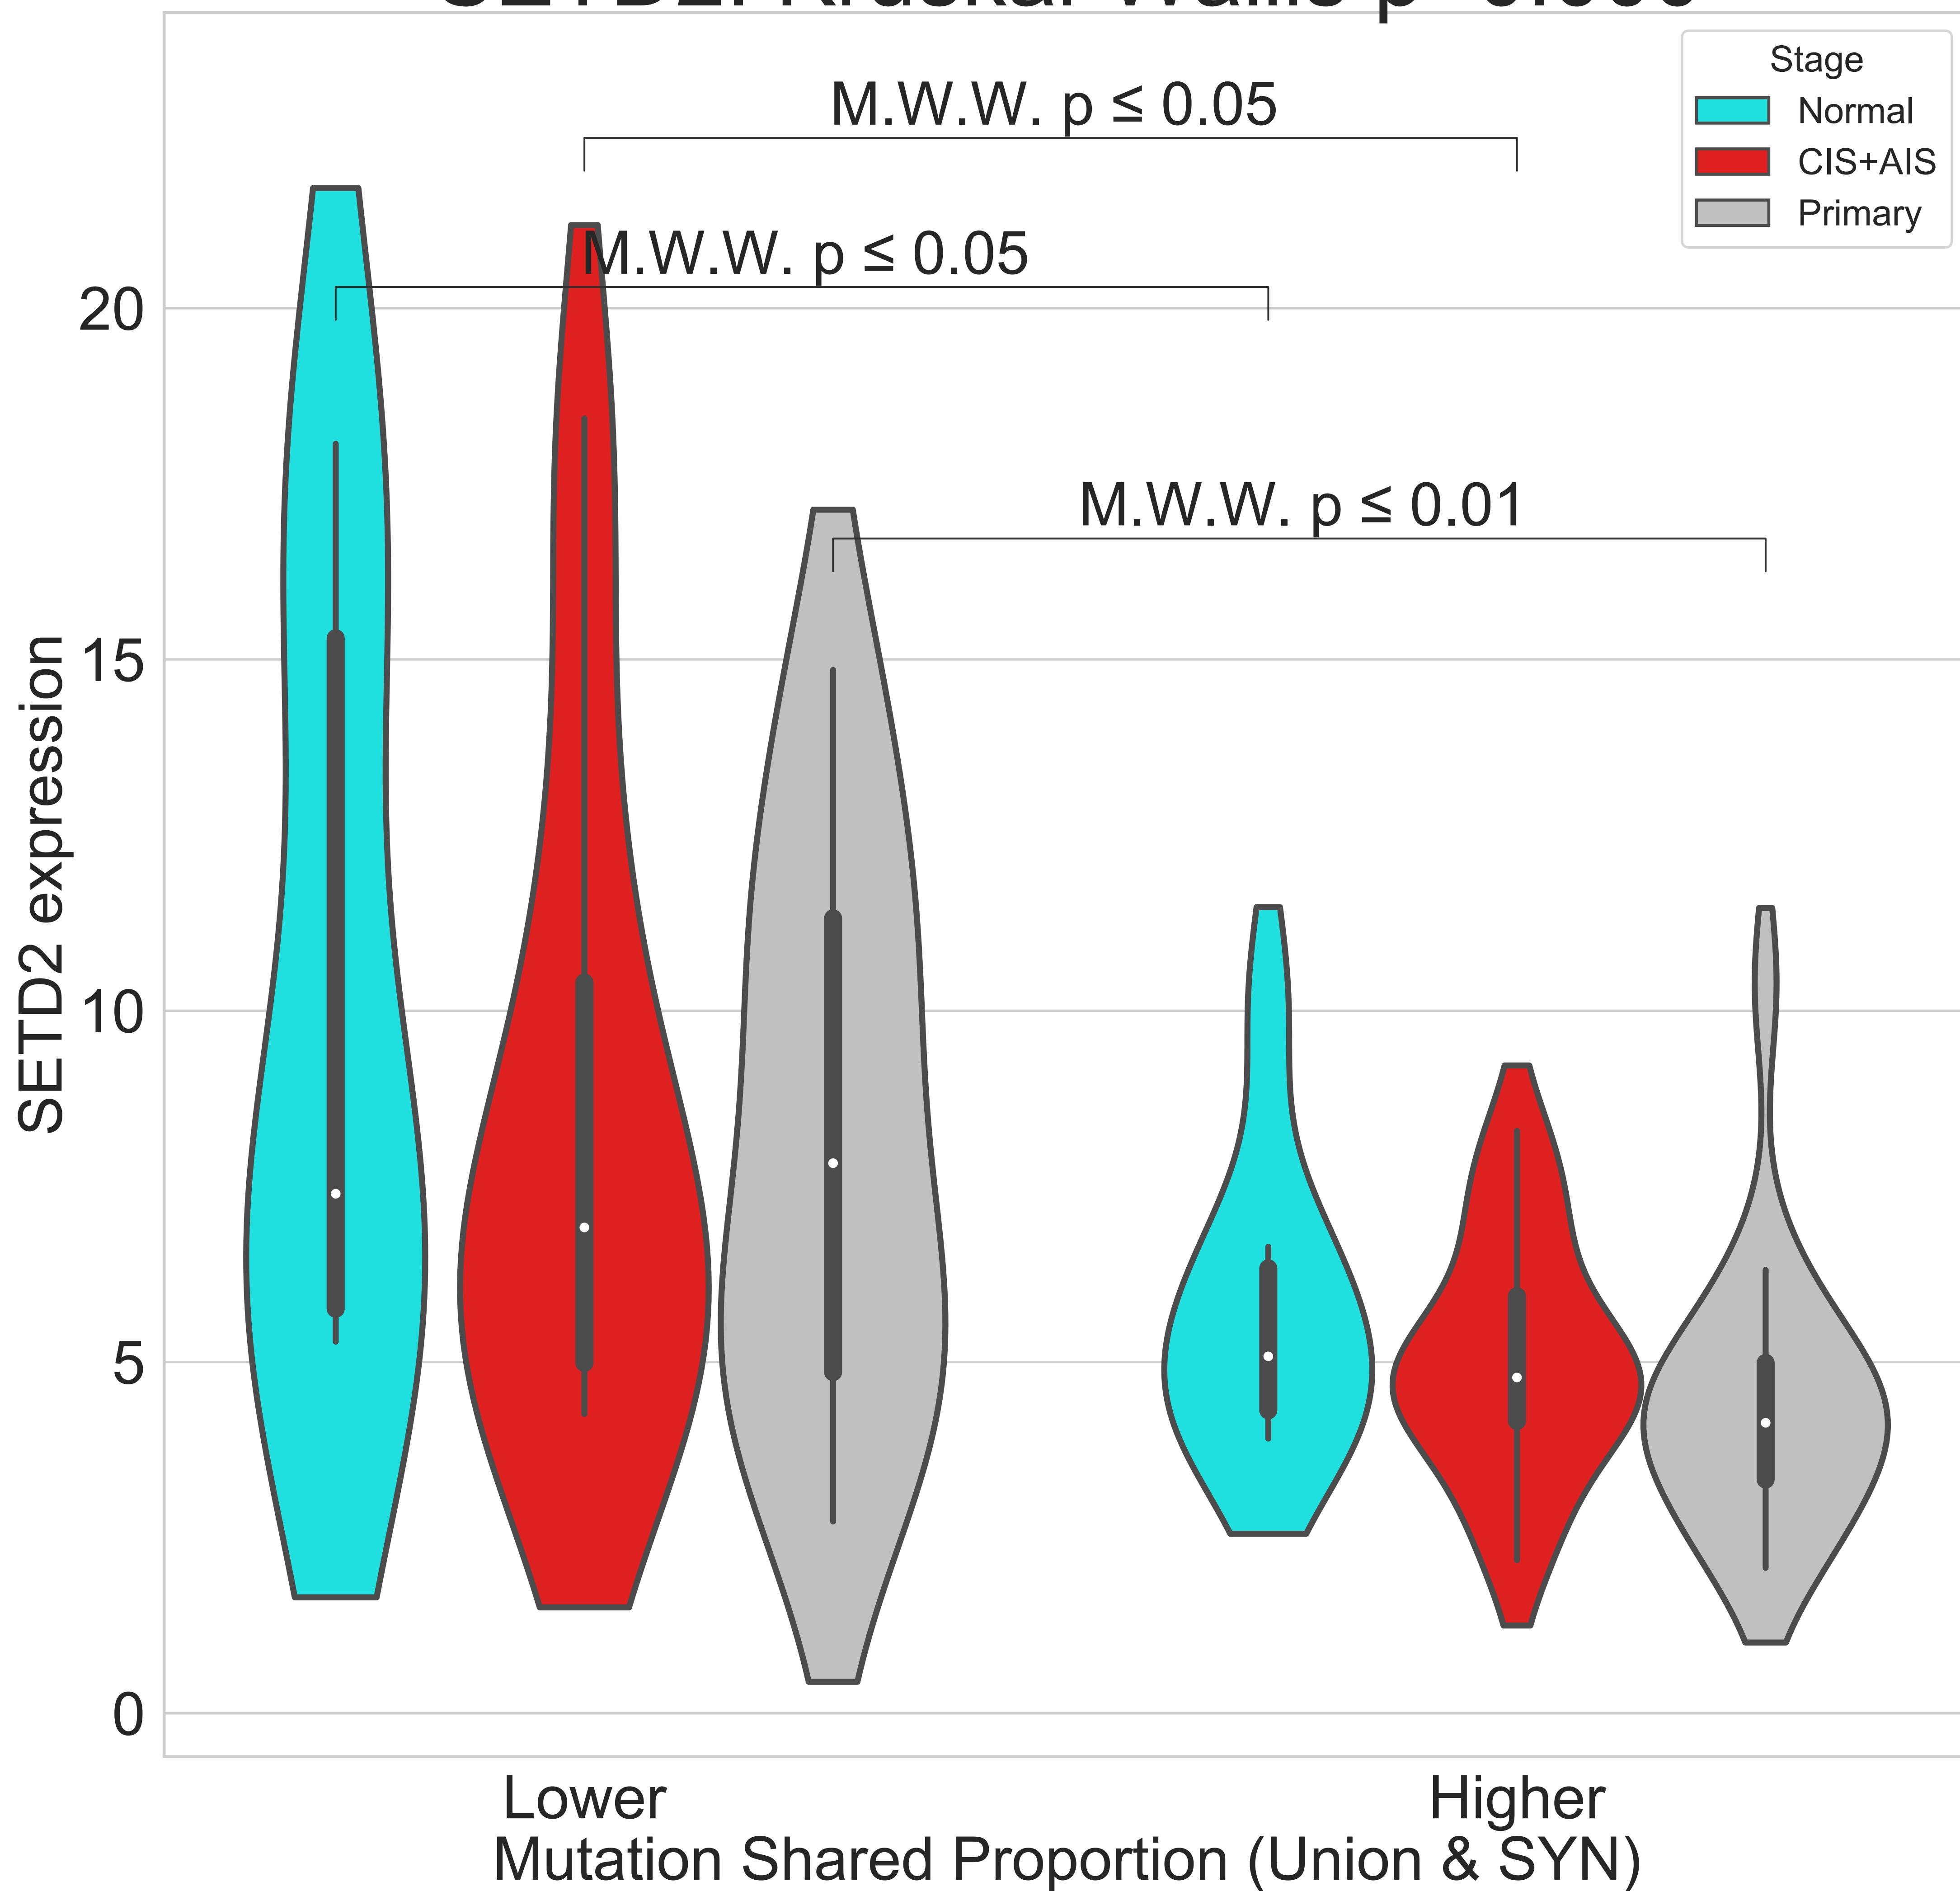 Stage
Normal
CIS+AIS
Primary
M.W.W. p ≤ 0.05
M.W.W. p ≤ 0.05
M.W.W. p ≤ 0.01
20
15
10
5
0
SETD2 expression
Lower
Higher
Mutation Shared Proportion (Union & SYN)